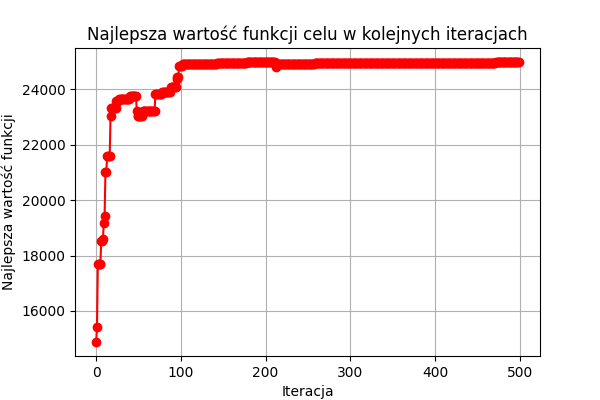 Najlepsza wartość funkcji celu w kolejnych iteracjach
Najlepsza wartość funkcji
24000
22000
20000
18000
16000
0 100 200 300 400 500
Iteracja